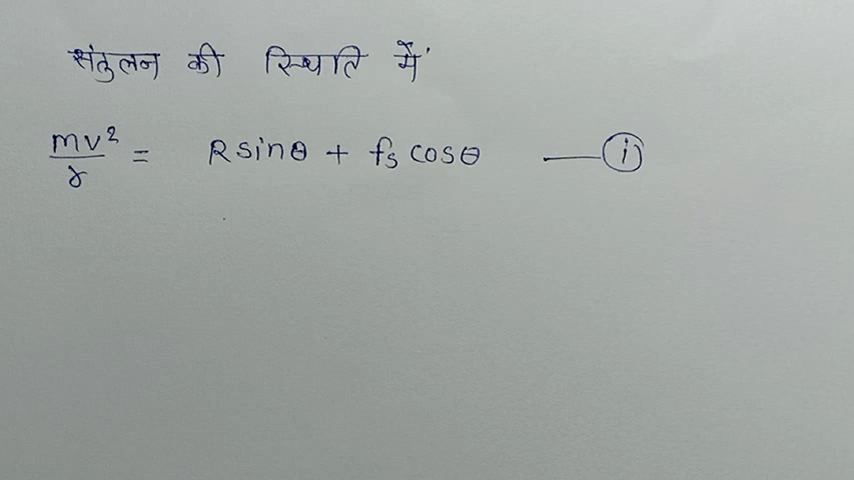 संतुलन की स्थिति में
mv²/r = R sinθ + fs cosθ —— (i)